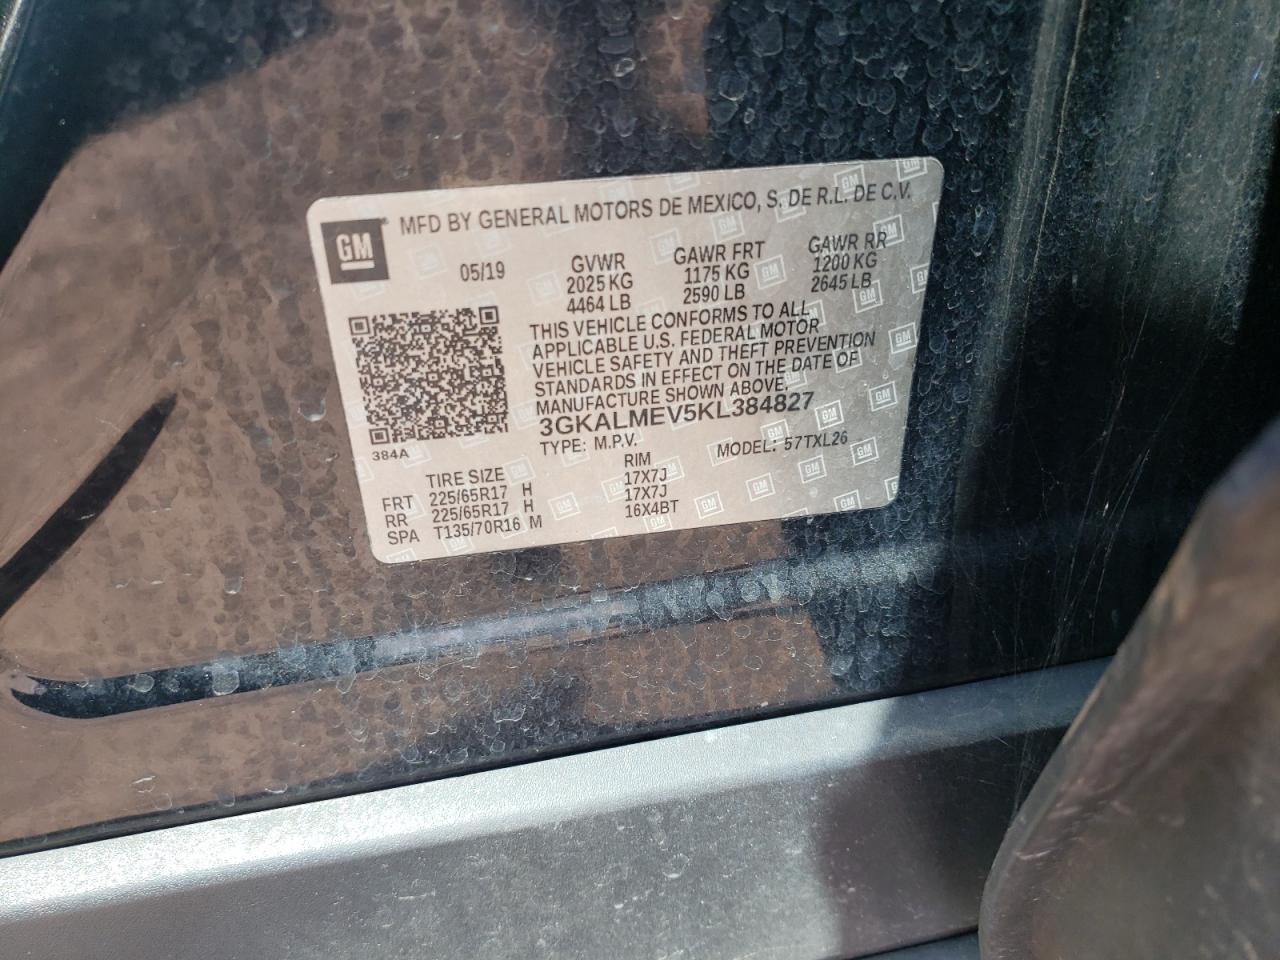 GM
MFD BY GENERAL MOTORS DE MEXICO, S. DE R.L. DE C.V.
05/19
GVWR GAWR FRT GAWR RR
2025 KG 1175 KG 1200 KG
4464 LB 2590 LB 2645 LB
THIS VEHICLE CONFORMS TO ALL
APPLICABLE U.S. FEDERAL MOTOR
VEHICLE SAFETY AND THEFT PREVENTION
STANDARDS IN EFFECT ON THE DATE OF
MANUFACTURE SHOWN ABOVE.
3GKALMEV5KL384827
384A
TYPE: M.P.V. MODEL: 57TXL26
TIRE SIZE RIM
FRT 225/65R17 H 17X7J
RR 225/65R17 H 17X7J
SPA T135/70R16 M 16X4BT